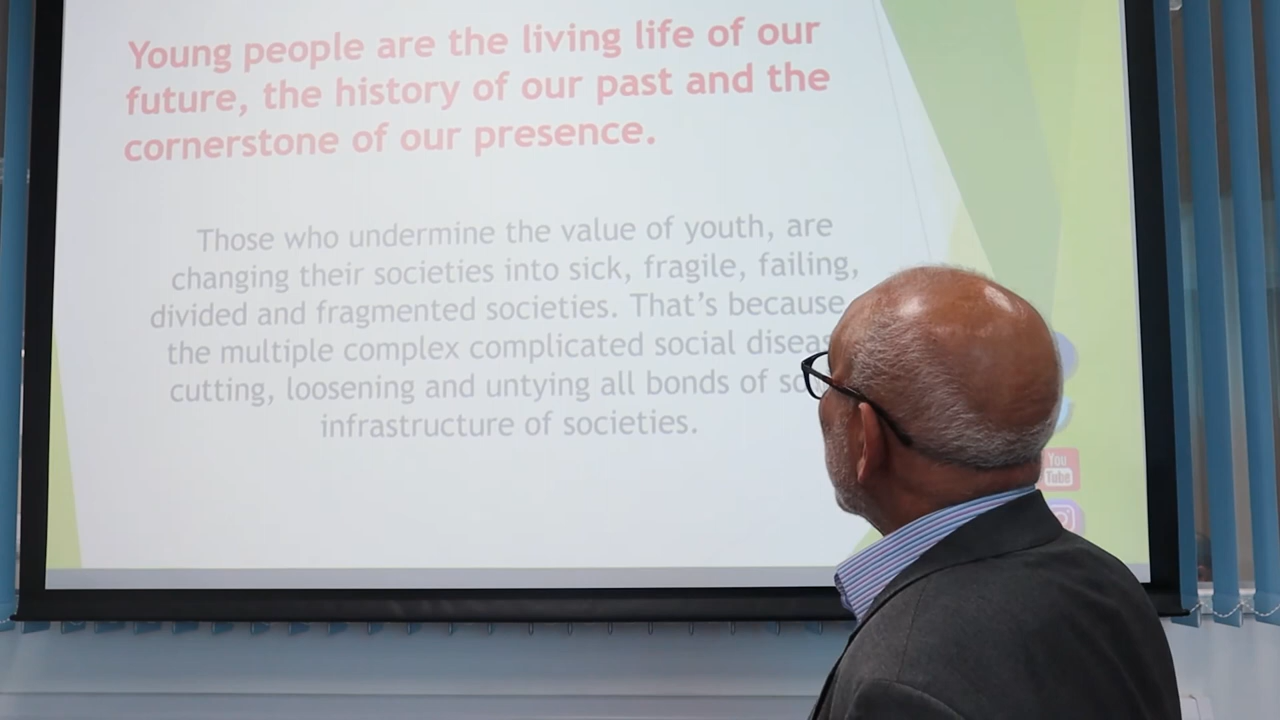 Young people are the living life of our
future, the history of our past and the
cornerstone of our presence.
Those who undermine the value of youth, are
changing their societies into sick, fragile, failing,
divided and fragmented societies. That's because
the multiple complex complicated social
cutting, loosening and untying all bonds of
infrastructure of societies.
You
Tube